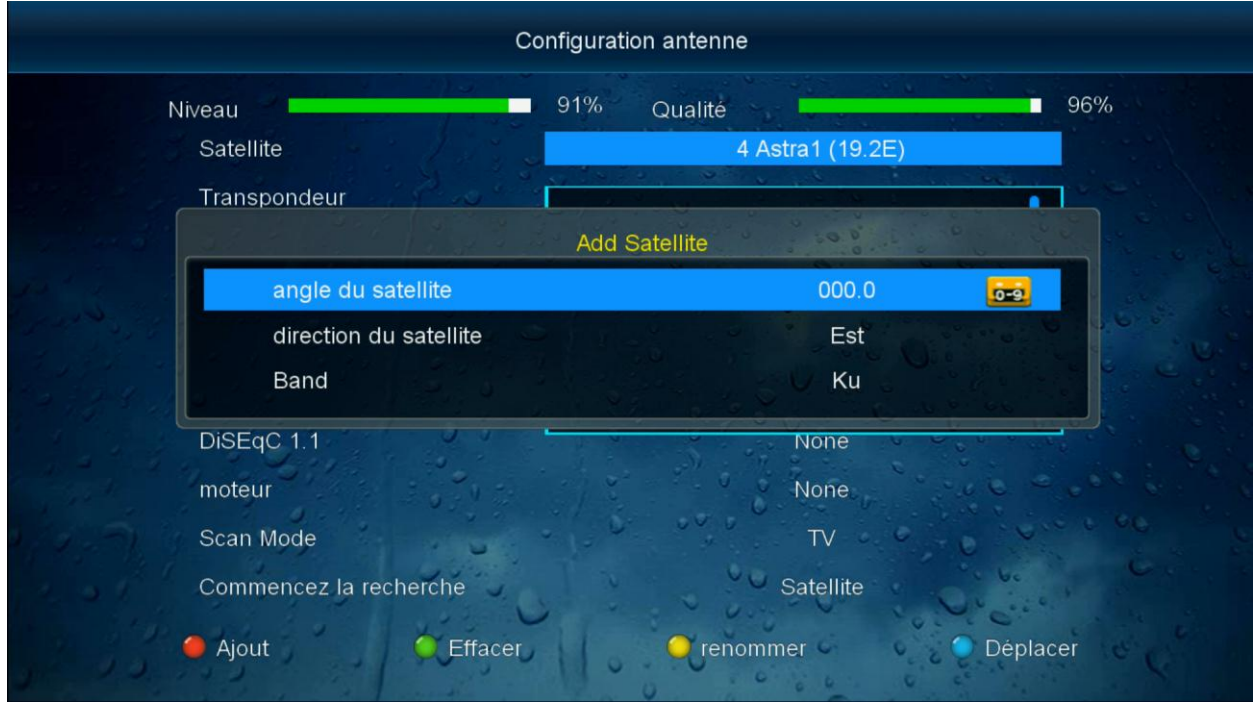 Configuration antenne
Niveau 91% Qualité 96%
Satellite 4 Astra1 (19.2E)
Transpondeur
Add Satellite
angle du satellite 000.0 0-9
direction du satellite Est
Band Ku
DiSEqC 1.1 None
moteur None
Scan Mode TV
Commencez la recherche Satellite
Ajout Effacer renommer Déplacer